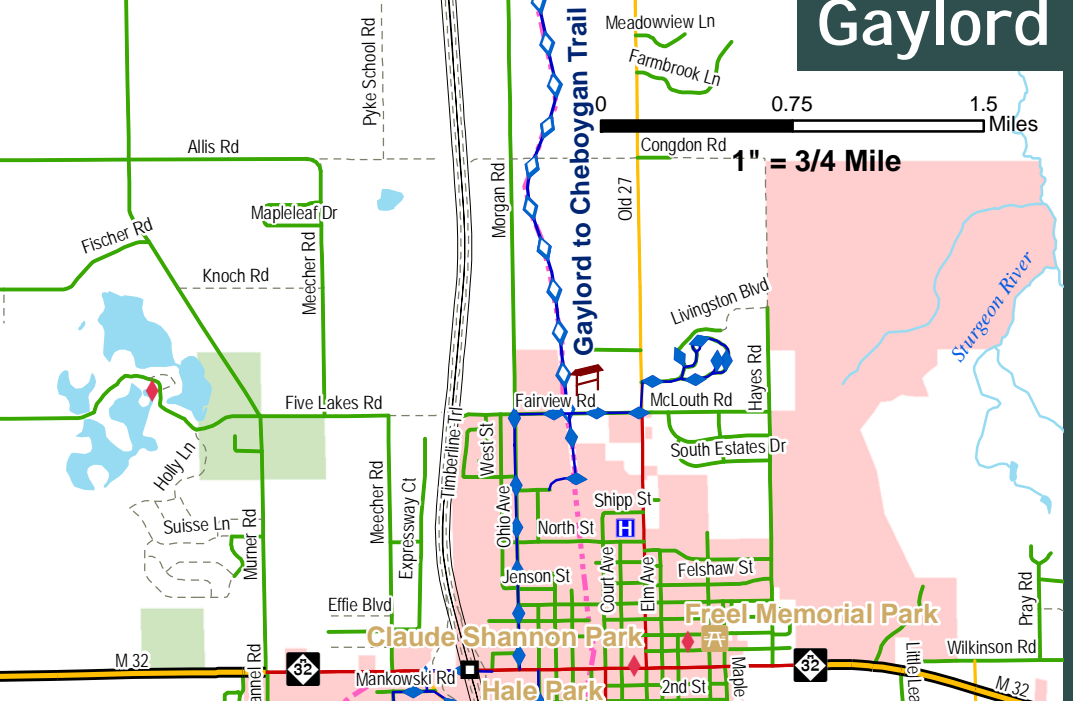 Gaylord
Meadowview Ln
Farmbrook Ln
Pyke School Rd
Gaylord to Cheboygan Trail
0 0.75 1.5
Miles
1" = 3/4 Mile
Allis Rd
Congdon Rd
Morgan Rd
Old 27
Mapleleaf Dr
Fischer Rd
Meecher Rd
Knoch Rd
Livingston Blvd
Sturgeon River
Hayes Rd
Five Lakes Rd
Fairview Rd
McLouth Rd
Timberline Trl
West St
South Estates Dr
Holly Ln
Meecher Rd
Expressway Ct
Ohio Ave
Shipp St
Suisse Ln
Murner Rd
North St
H
Jenson St
Court Ave
Elm Ave
Felshaw St
Pray Rd
Effie Blvd
Freel Memorial Park
Claude Shannon Park
Wilkinson Rd
M 32
32
Mankowski Rd
Hale Park
2nd St
Maple
32
M 32